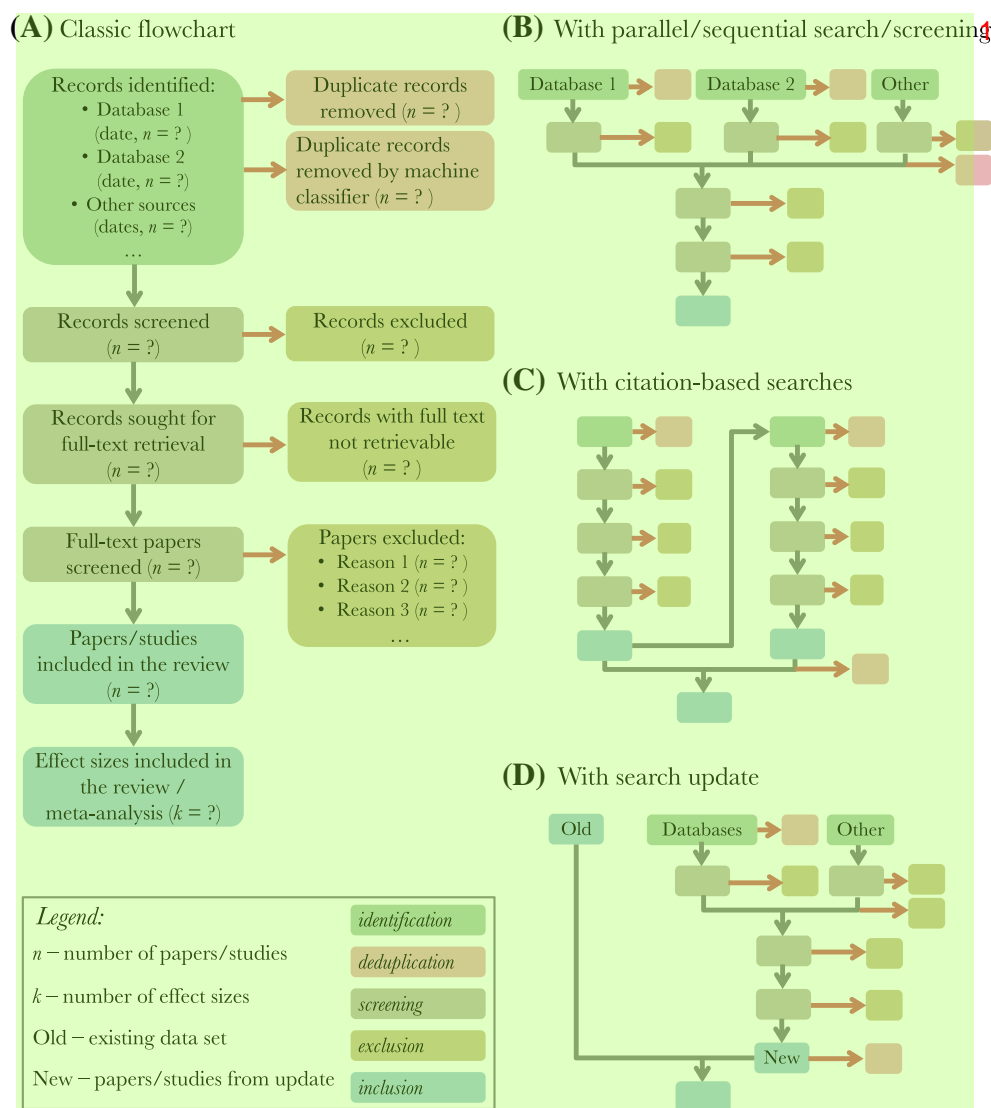 (A) Classic flowchart
Records identified:
• Database 1
(date, n = ? )
• Database 2
(date, n = ?)
• Other sources
(dates, n = ?)
…
Duplicate records
removed (n = ? )
Duplicate records
removed by machine
classifier (n = ? )
Records screened
(n = ?)
Records excluded
(n = ? )
Records sought for
full-text retrieval
(n = ?)
Records with full text
not retrievable
(n = ? )
Full-text papers
screened (n = ?)
Papers excluded:
• Reason 1 (n = ? )
• Reason 2 (n = ? )
• Reason 3 (n = ? )
…
Papers/studies
included in the review
(n = ?)
Effect sizes included in
the review /
meta-analysis (k = ?)
Legend:
n – number of papers/studies
k – number of effect sizes
Old – existing data set
New – papers/studies from update
identification
deduplication
screening
exclusion
inclusion
(B) With parallel/sequential search/screening
Database 1
Database 2
Other
(C) With citation-based searches
(D) With search update
Old
Databases
Other
New